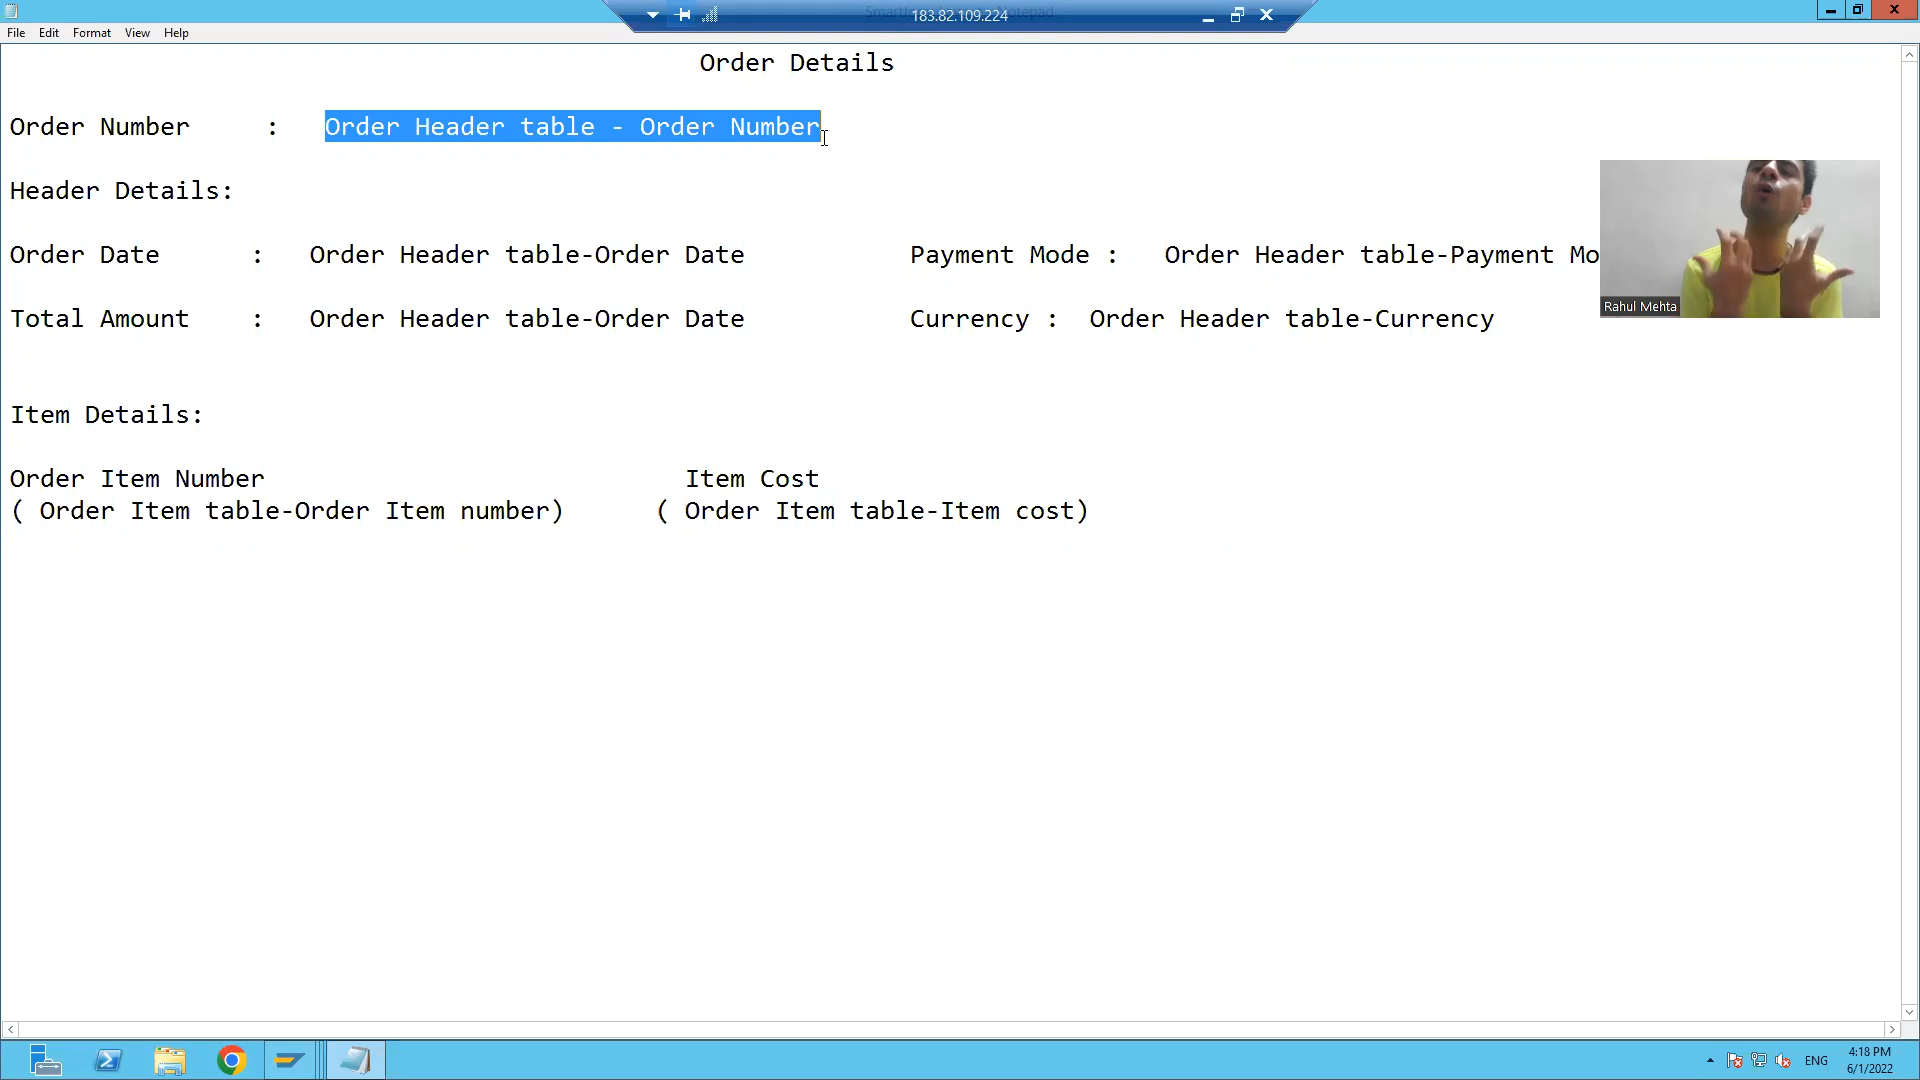 183.82.109.224
File Edit Format View Help
Order Details
Order Number : Order Header table - Order Number
Header Details:
Order Date : Order Header table-Order Date Payment Mode : Order Header table-Payment Mo
Rahul Mehta
Total Amount : Order Header table-Order Date Currency : Order Header table-Currency
Item Details:
Order Item Number Item Cost
( Order Item table-Order Item number) ( Order Item table-Item cost)
ENG
4:18 PM
6/1/2022